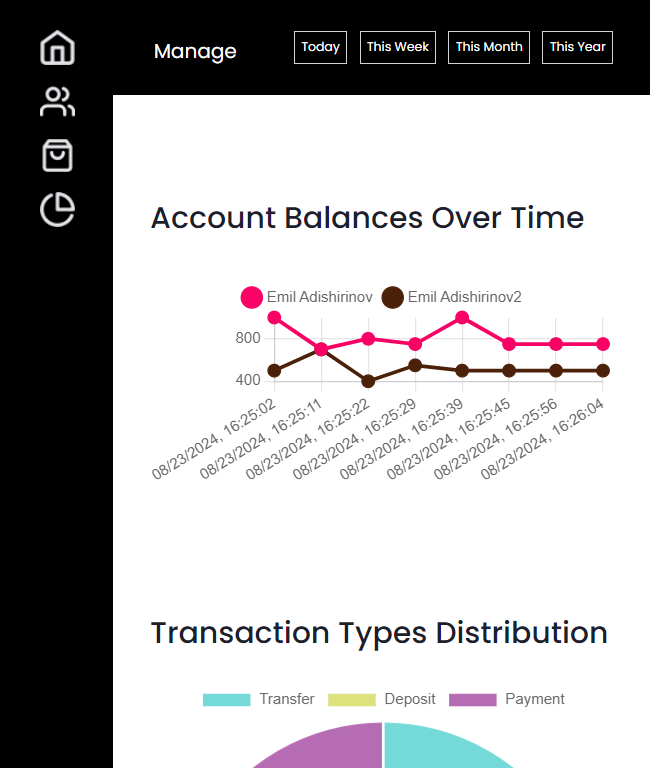 Manage
Today
This Week
This Month
This Year
Account Balances Over Time
Emil Adishirinov
Emil Adishirinov2
800
400
08/23/2024, 16:25:02
08/23/2024, 16:25:11
08/23/2024, 16:25:22
08/23/2024, 16:25:29
08/23/2024, 16:25:39
08/23/2024, 16:25:45
08/23/2024, 16:25:56
08/23/2024, 16:26:04
Transaction Types Distribution
Transfer
Deposit
Payment